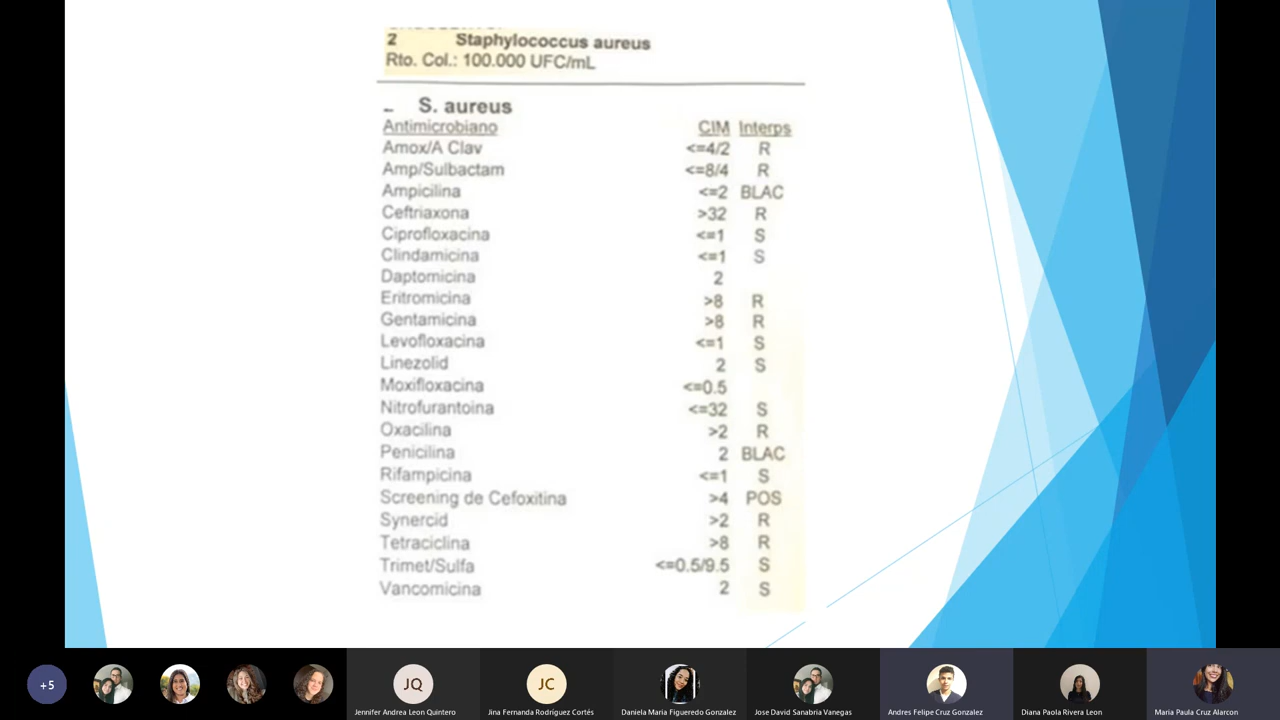 2 Staphylococcus aureus
Rto. Col.: 100.000 UFC/mL
S. aureus
Antimicrobiano CIM Interps
Amox/A Clav <=4/2 R
Amp/Sulbactam <=8/4 R
Ampicilina <=2 BLAC
Ceftriaxona >32 R
Ciprofloxacina <=1 S
Clindamicina <=1 S
Daptomicina 2
Eritromicina >8 R
Gentamicina >8 R
Levofloxacina <=1 S
Linezolid 2 S
Moxifloxacina <=0.5
Nitrofurantoina <=32 S
Oxacilina >2 R
Penicilina 2 BLAC
Rifampicina <=1 S
Screening de Cefoxitina >4 POS
Synercid >2 R
Tetraciclina >8 R
Trimet/Sulfa <=0.5/9.5 S
Vancomicina 2 S
+5
JQ
JC
Jennifer Andrea Leon Quintero
Jina Fernanda Rodríguez Cortés
Daniela Maria Figueredo Gonzalez
Jose David Sanabria Vanegas
Andres Felipe Cruz Gonzalez
Diana Paola Rivera Leon
Maria Paula Cruz Alarcon